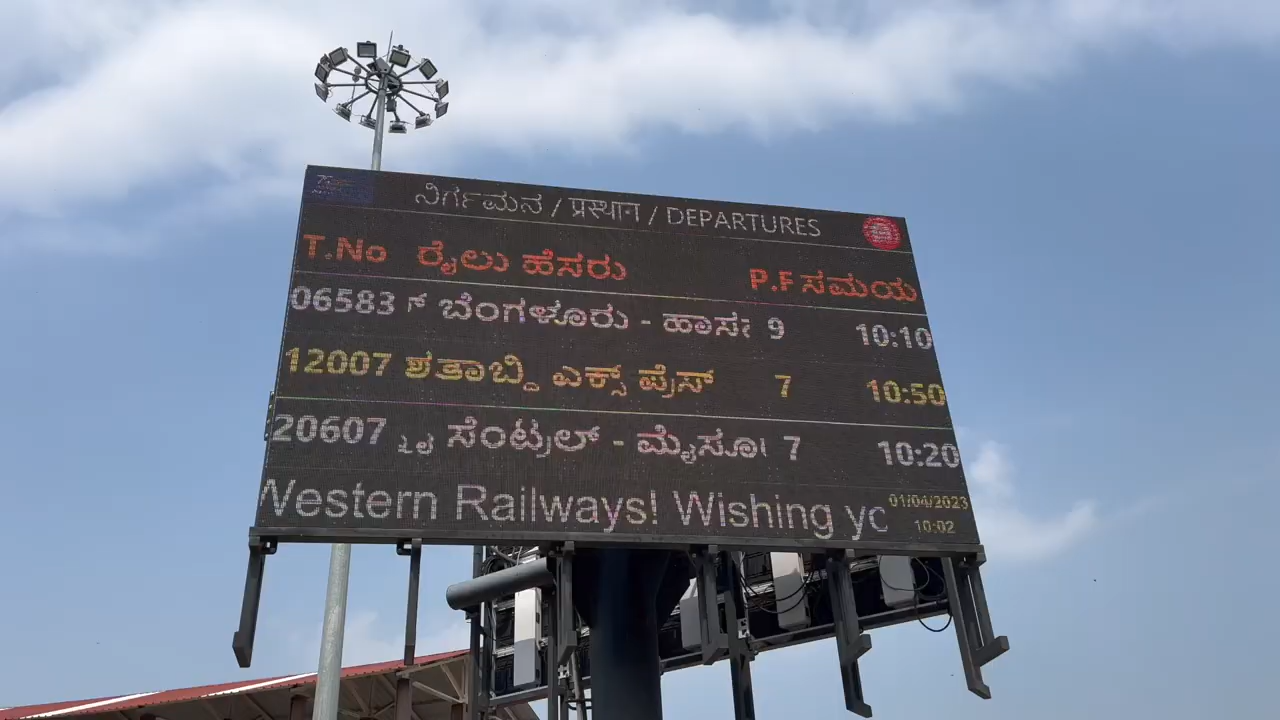 ನಿರ್ಗಮನ / प्रस्थान / DEPARTURES
T.No ರೈಲು ಹೆಸರು P.F ಸಮಯ
06583 ಬೆಂಗಳೂರು - ಹಾಸ 9 10:10
12007 ಶತಾಬ್ದಿ ಎಕ್ಸ್ ಪ್ರೆಸ್ 7 10:50
20607 ಸೆಂಟ್ರಲ್ - ಮೈಸೂ 7 10:20
Western Railways! Wishing yo
01/04/2023
10:02